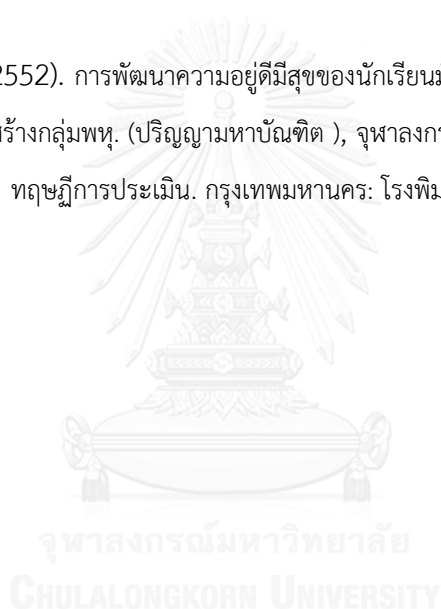 2552). การพัฒนาความอยู่ดีมีสุขของนักเรียนมั
สร้างกลุ่มพหุ. (ปริญญามหาบัณฑิต ), จุฬาลงกร
ทฤษฎีการประเมิน. กรุงเทพมหานคร: โรงพิม
จุฬาลงกรณ์มหาวิทยาลัย
CHULALONGKORN UNIVERSITY